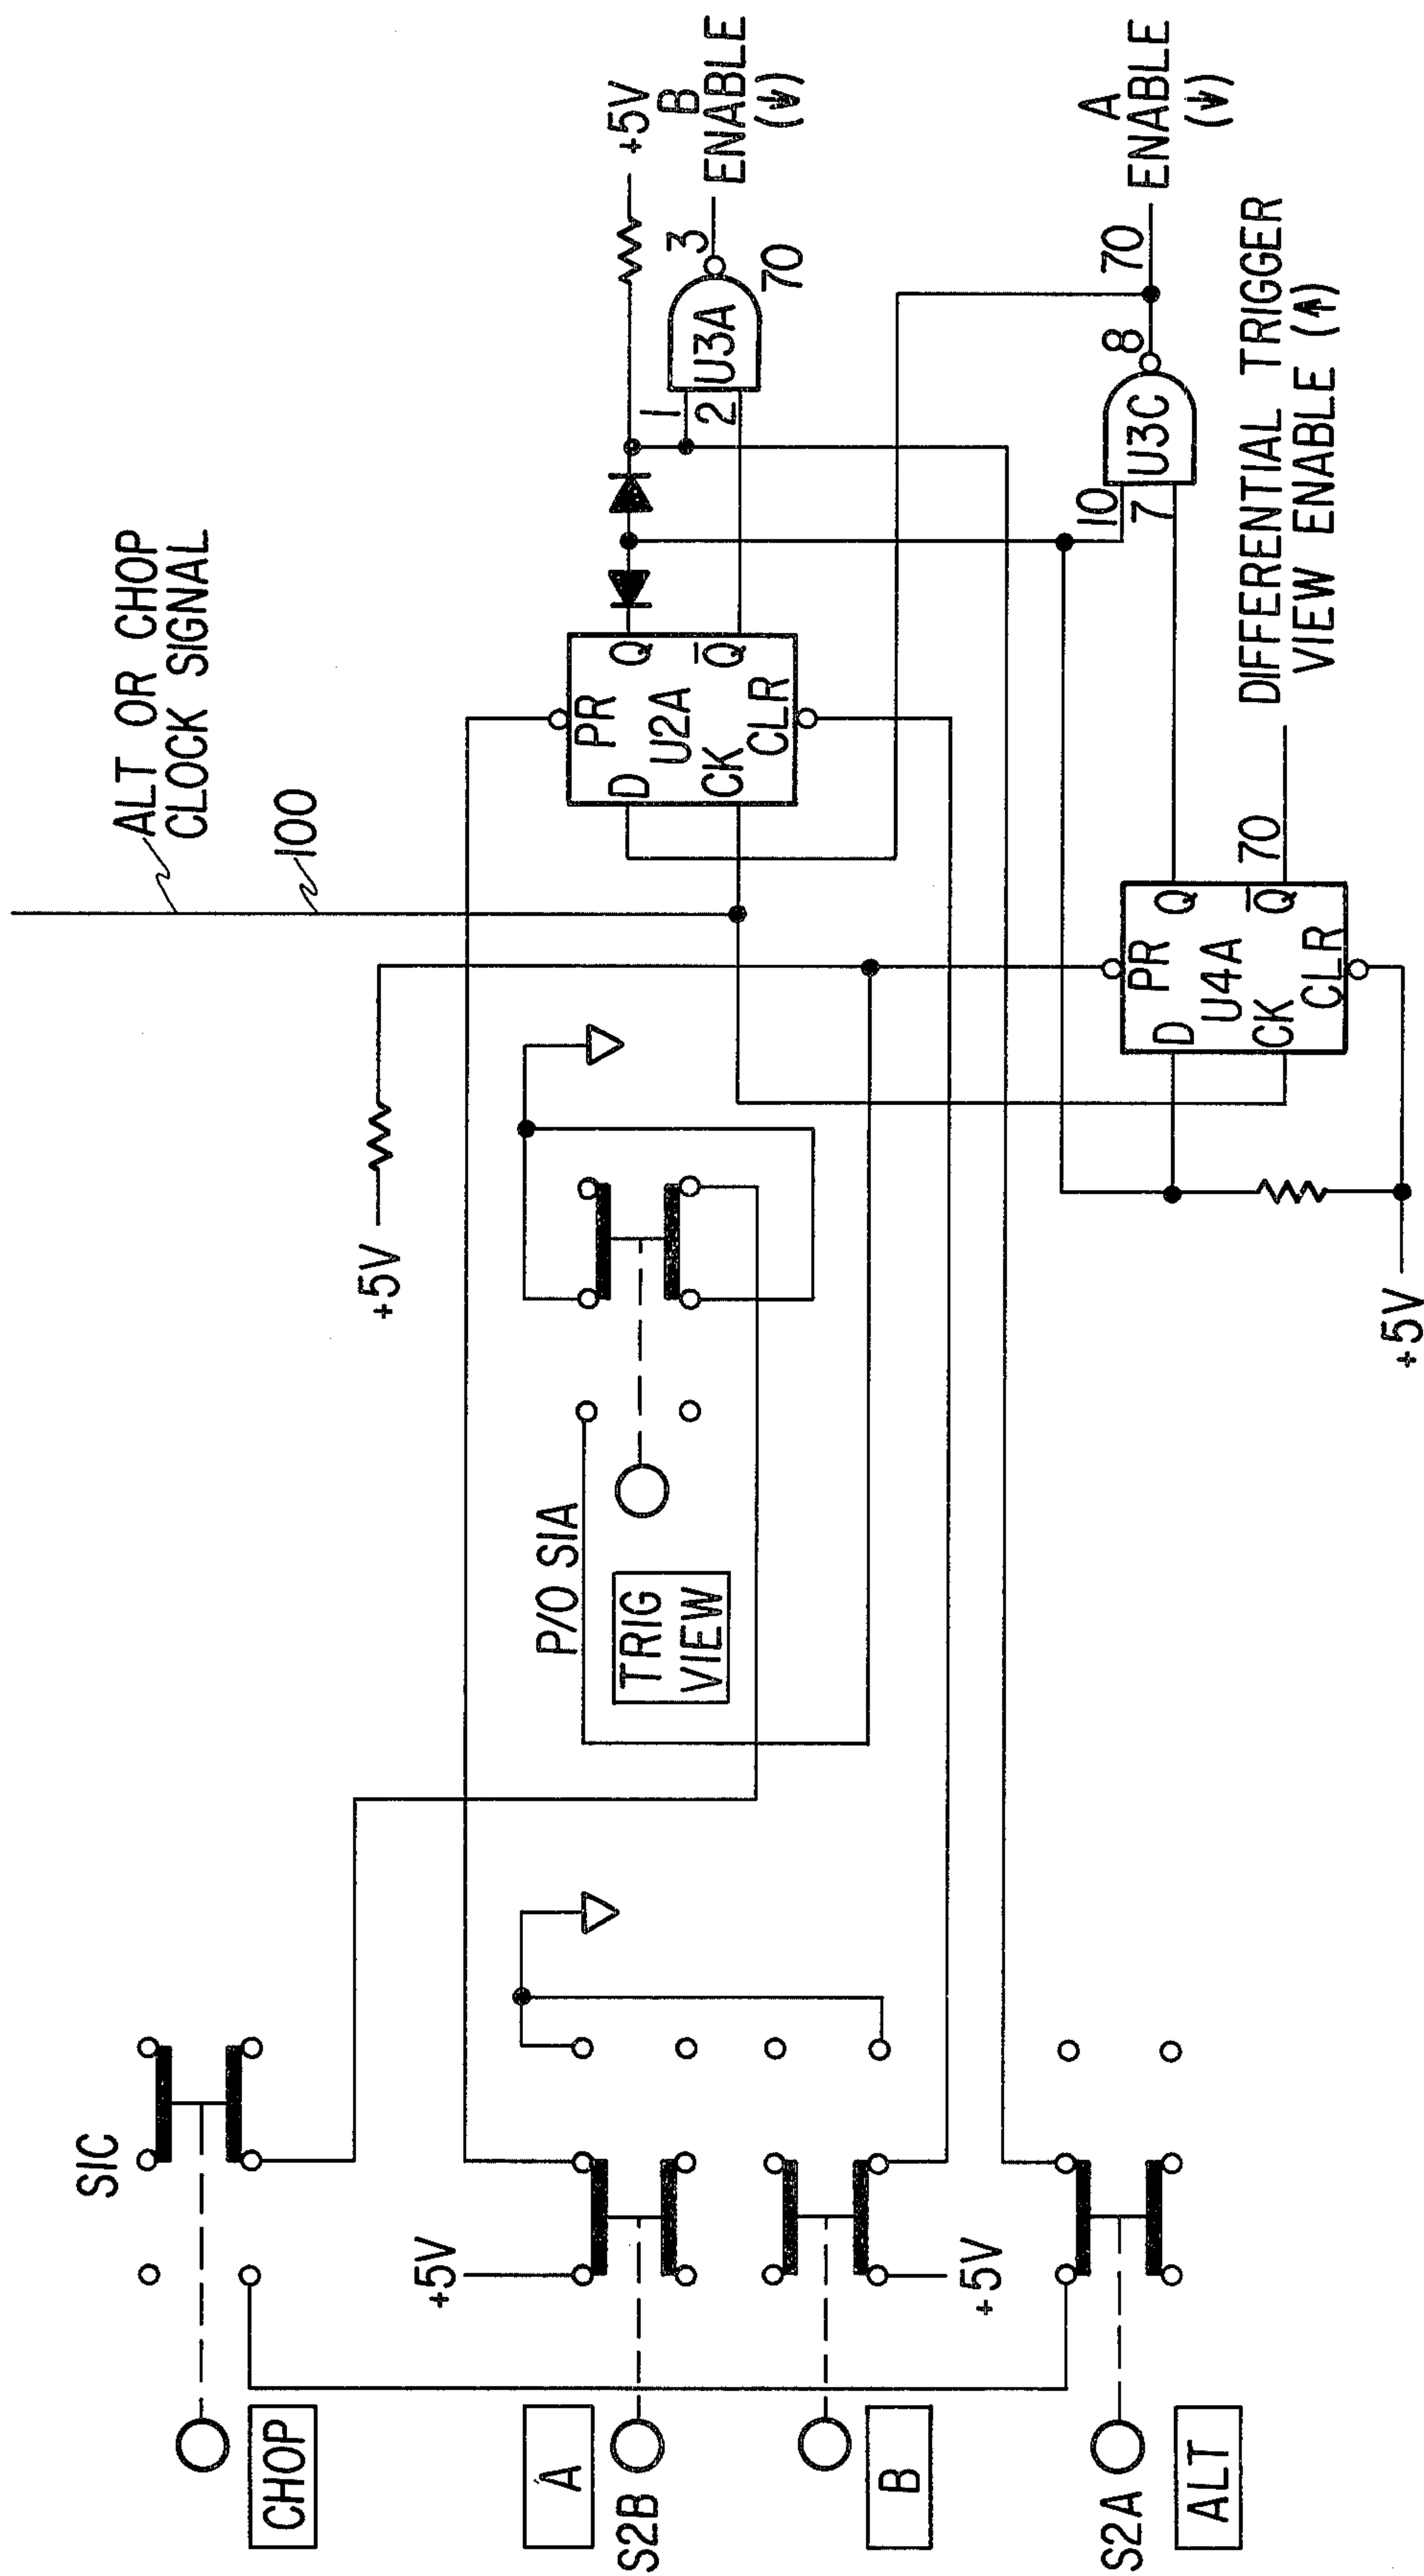 ALT OR CHOP
CLOCK SIGNAL
100
SIC
CHOP
+5V
+5V
B
ENABLE
(↓)
PR
D
Q
U2A
CK
Q̅
CLR
1
2
U3A
3
70
P/O SIA
TRIG
VIEW
A
S2B
+5V
B
+5V
S2A
ALT
A
ENABLE
(↓)
10
7
U3C
8
70
PR
D
Q
U4A
CK
Q̅
CLR
70
DIFFERENTIAL TRIGGER
VIEW ENABLE (↑)
+5V